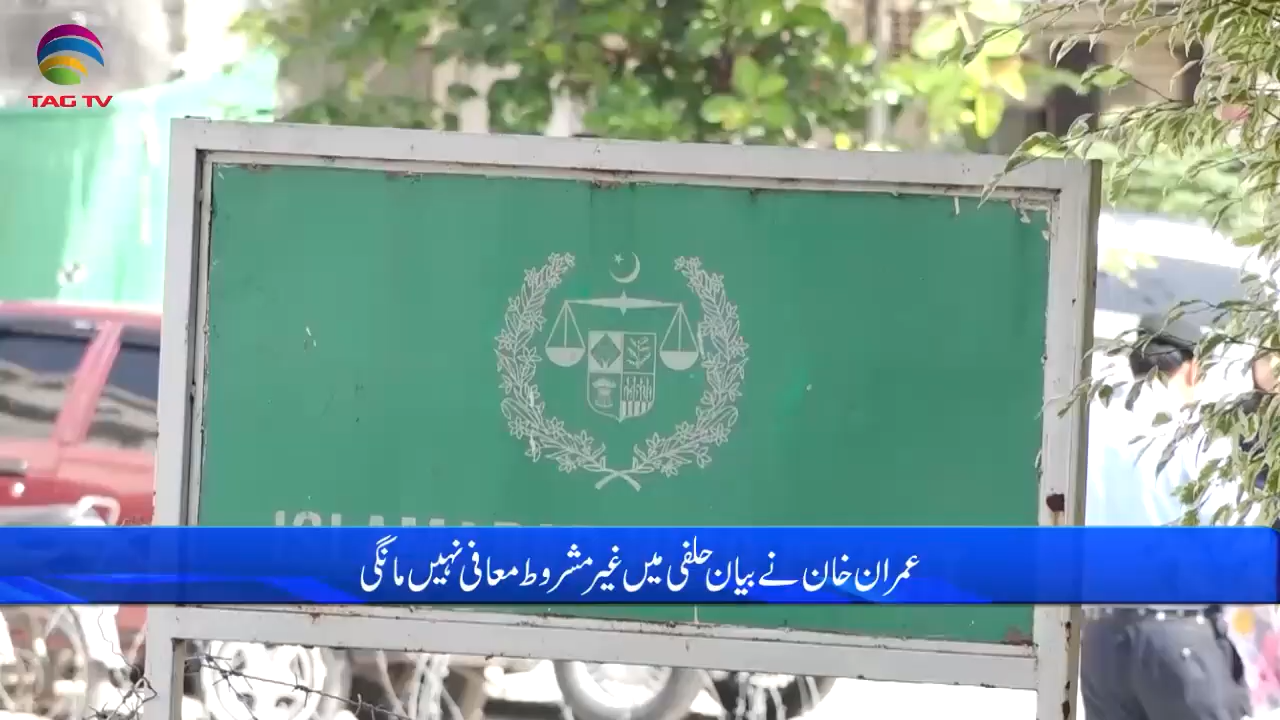 TAG TV
عمران خان نے بیان حلفی میں غیر مشروط معافی نہیں مانگی